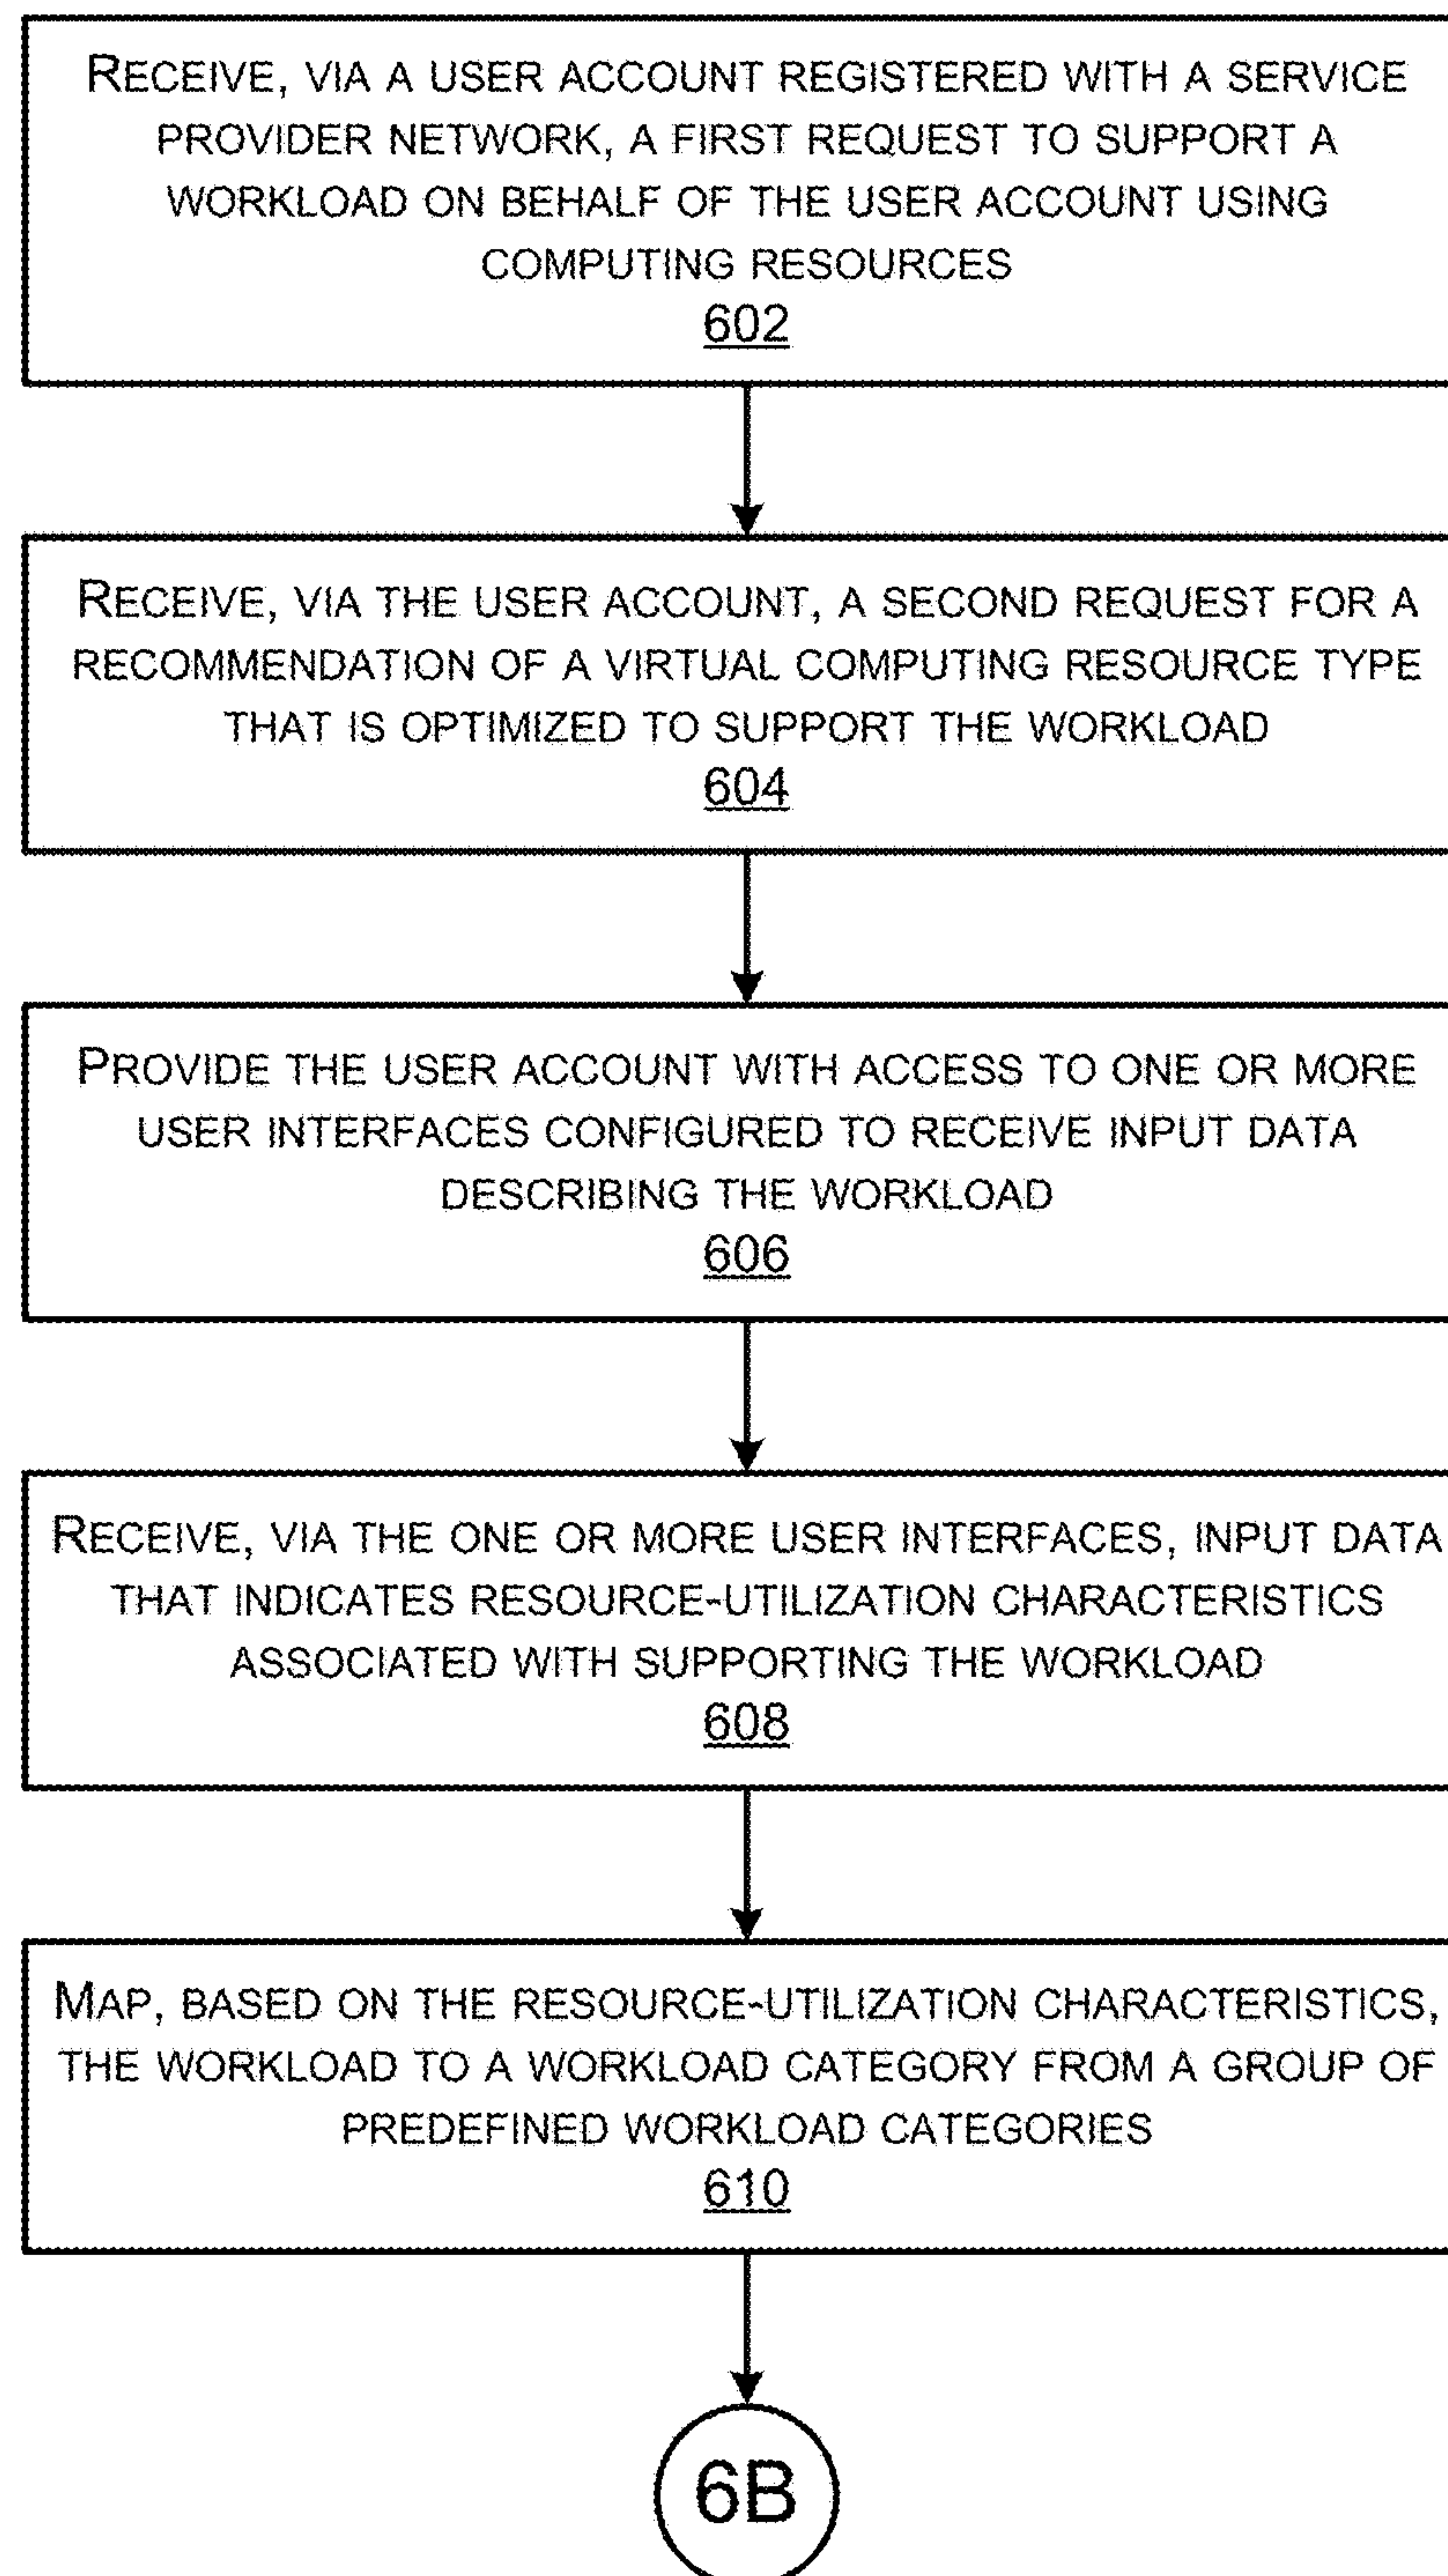 RECEIVE, VIA A USER ACCOUNT REGISTERED WITH A SERVICE
PROVIDER NETWORK, A FIRST REQUEST TO SUPPORT A
WORKLOAD ON BEHALF OF THE USER ACCOUNT USING
COMPUTING RESOURCES
602
RECEIVE, VIA THE USER ACCOUNT, A SECOND REQUEST FOR A
RECOMMENDATION OF A VIRTUAL COMPUTING RESOURCE TYPE
THAT IS OPTIMIZED TO SUPPORT THE WORKLOAD
604
PROVIDE THE USER ACCOUNT WITH ACCESS TO ONE OR MORE
USER INTERFACES CONFIGURED TO RECEIVE INPUT DATA
DESCRIBING THE WORKLOAD
606
RECEIVE, VIA THE ONE OR MORE USER INTERFACES, INPUT DATA
THAT INDICATES RESOURCE-UTILIZATION CHARACTERISTICS
ASSOCIATED WITH SUPPORTING THE WORKLOAD
608
MAP, BASED ON THE RESOURCE-UTILIZATION CHARACTERISTICS,
THE WORKLOAD TO A WORKLOAD CATEGORY FROM A GROUP OF
PREDEFINED WORKLOAD CATEGORIES
610
6B